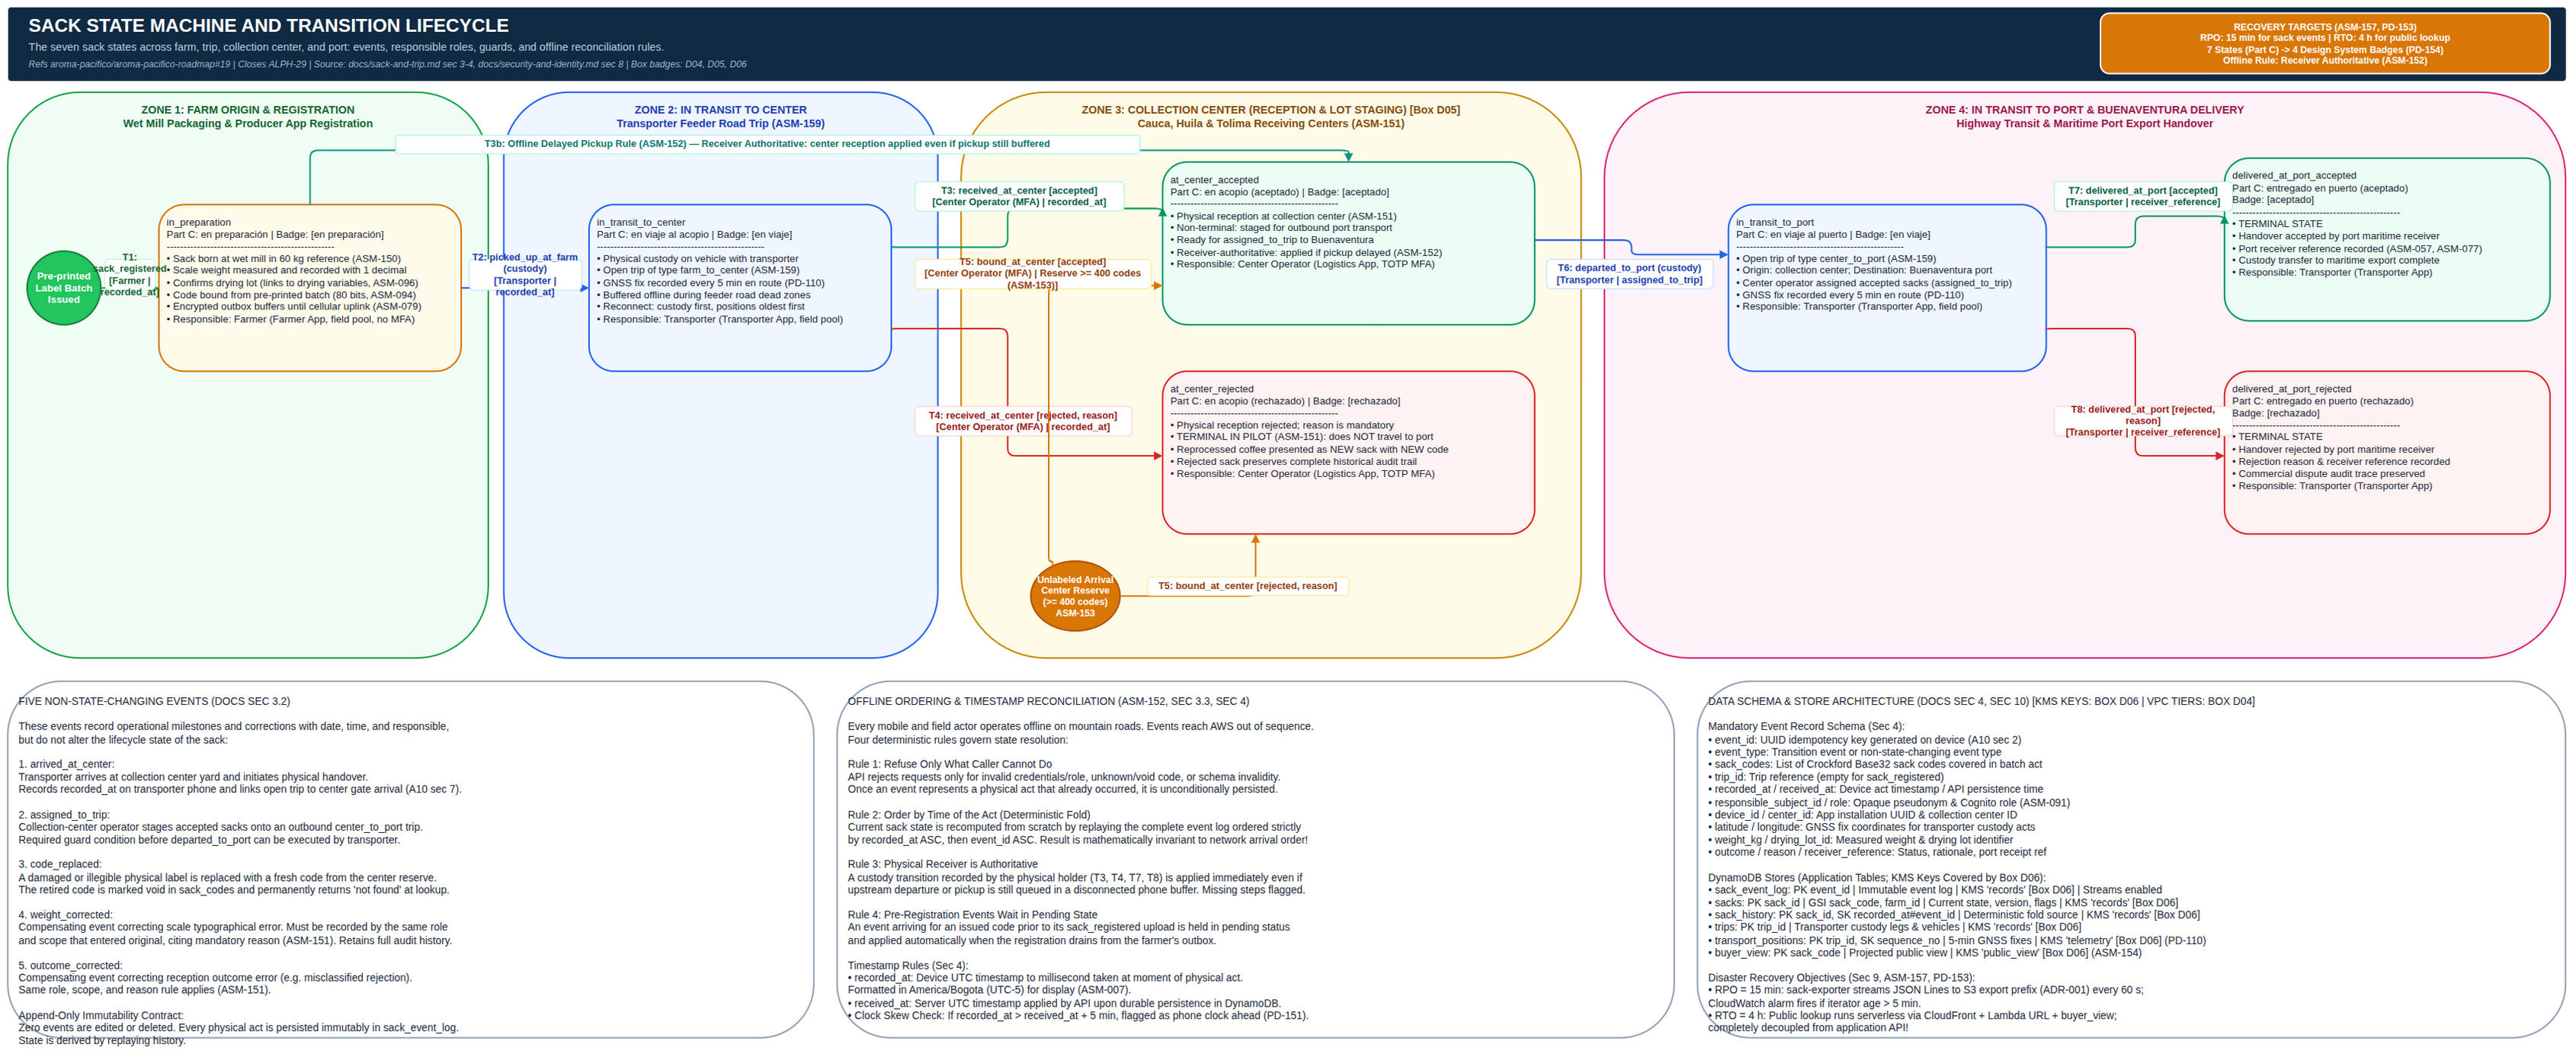 SACK STATE MACHINE AND TRANSITION LIFECYCLE
The seven sack states across farm, trip, collection center, and port: events, responsible roles, guards, and offline reconciliation rules.
Refs aroma-pacifico/aroma-pacifico-roadmap#19 | Closes ALPH-29 | Source: docs/sack-and-trip.md sec 3-4, docs/security-and-identity.md sec 8 | Box badges: D04, D05, D06
RECOVERY TARGETS (ASM-157, PD-153)
RPO: 15 min for sack events | RTO: 4 h for public lookup
7 States (Part C) -> 4 Design System Badges (PD-154)
Offline Rule: Receiver Authoritative (ASM-152)
ZONE 1: FARM ORIGIN & REGISTRATION
Wet Mill Packaging & Producer App Registration
ZONE 2: IN TRANSIT TO CENTER
Transporter Feeder Road Trip (ASM-159)
ZONE 3: COLLECTION CENTER (RECEPTION & LOT STAGING) [Box D05]
Cauca, Huila & Tolima Receiving Centers (ASM-151)
ZONE 4: IN TRANSIT TO PORT & BUENAVENTURA DELIVERY
Highway Transit & Maritime Port Export Handover
T3b: Offline Delayed Pickup Rule (ASM-152) — Receiver Authoritative: center reception applied even if pickup still buffered
Pre-printed
Label Batch
Issued
T1:
sack_registered
[Farmer |
recorded_at]
in_preparation
Part C: en preparación | Badge: [en preparación]
--------------------------------------------------
• Sack born at wet mill in 60 kg reference (ASM-150)
• Scale weight measured and recorded with 1 decimal
• Confirms drying lot (links to drying variables, ASM-096)
• Code bound from pre-printed batch (80 bits, ASM-094)
• Encrypted outbox buffers until cellular uplink (ASM-079)
• Responsible: Farmer (Farmer App, field pool, no MFA)
T2: picked_up_at_farm
(custody)
[Transporter |
recorded_at]
in_transit_to_center
Part C: en viaje al acopio | Badge: [en viaje]
--------------------------------------------------
• Physical custody on vehicle with transporter
• Open trip of type farm_to_center (ASM-159)
• GNSS fix recorded every 5 min en route (PD-110)
• Buffered offline during feeder road dead zones
• Reconnect: custody first, positions oldest first
• Responsible: Transporter (Transporter App, field pool)
T3: received_at_center [accepted]
[Center Operator (MFA) | recorded_at]
T5: bound_at_center [accepted]
[Center Operator (MFA) | Reserve >= 400 codes
(ASM-153)]
T4: received_at_center [rejected, reason]
[Center Operator (MFA) | recorded_at]
at_center_accepted
Part C: en acopio (aceptado) | Badge: [aceptado]
--------------------------------------------------
• Physical reception at collection center (ASM-151)
• Non-terminal: staged for outbound port transport
• Ready for assigned_to_trip to Buenaventura
• Receiver-authoritative: applied if pickup delayed (ASM-152)
• Responsible: Center Operator (Logistics App, TOTP MFA)
at_center_rejected
Part C: en acopio (rechazado) | Badge: [rechazado]
--------------------------------------------------
• Physical reception rejected; reason is mandatory
• TERMINAL IN PILOT (ASM-151): does NOT travel to port
• Reprocessed coffee presented as NEW sack with NEW code
• Rejected sack preserves complete historical audit trail
• Responsible: Center Operator (Logistics App, TOTP MFA)
Unlabeled Arrival
Center Reserve
(>= 400 codes)
ASM-153
T5: bound_at_center [rejected, reason]
T6: departed_to_port (custody)
[Transporter | assigned_to_trip]
in_transit_to_port
Part C: en viaje al puerto | Badge: [en viaje]
--------------------------------------------------
• Open trip of type center_to_port (ASM-159)
• Origin: collection center; Destination: Buenaventura port
• Center operator assigned accepted sacks (assigned_to_trip)
• GNSS fix recorded every 5 min en route (PD-110)
• Responsible: Transporter (Transporter App, field pool)
T7: delivered_at_port [accepted]
[Transporter | receiver_reference]
T8: delivered_at_port [rejected,
reason]
[Transporter | receiver_reference]
delivered_at_port_accepted
Part C: entregado en puerto (aceptado)
Badge: [aceptado]
--------------------------------------------------
• TERMINAL STATE
• Handover accepted by port maritime receiver
• Port receiver reference recorded (ASM-057, ASM-077)
• Custody transfer to maritime export complete
• Responsible: Transporter (Transporter App)
delivered_at_port_rejected
Part C: entregado en puerto (rechazado)
Badge: [rechazado]
--------------------------------------------------
• TERMINAL STATE
• Handover rejected by port maritime receiver
• Rejection reason & receiver reference recorded
• Commercial dispute audit trace preserved
• Responsible: Transporter (Transporter App)
FIVE NON-STATE-CHANGING EVENTS (DOCS SEC 3.2)
These events record operational milestones and corrections with date, time, and responsible,
but do not alter the lifecycle state of the sack:
1. arrived_at_center:
Transporter arrives at collection center yard and initiates physical handover.
Records recorded_at on transporter phone and links open trip to center gate arrival (A10 sec 7).
2. assigned_to_trip:
Collection-center operator stages accepted sacks onto an outbound center_to_port trip.
Required guard condition before departed_to_port can be executed by transporter.
3. code_replaced:
A damaged or illegible physical label is replaced with a fresh code from the center reserve.
The retired code is marked void in sack_codes and permanently returns 'not found' at lookup.
4. weight_corrected:
Compensating event correcting scale typographical error. Must be recorded by the same role
and scope that entered original, citing mandatory reason (ASM-151). Retains full audit history.
5. outcome_corrected:
Compensating event correcting reception outcome error (e.g. misclassified rejection).
Same role, scope, and reason rule applies (ASM-151).
Append-Only Immutability Contract:
Zero events are edited or deleted. Every physical act is persisted immutably in sack_event_log.
State is derived by replaying history.
OFFLINE ORDERING & TIMESTAMP RECONCILIATION (ASM-152, SEC 3.3, SEC 4)
Every mobile and field actor operates offline on mountain roads. Events reach AWS out of sequence.
Four deterministic rules govern state resolution:
Rule 1: Refuse Only What Caller Cannot Do
API rejects requests only for invalid credentials/role, unknown/void code, or schema invalidity.
Once an event represents a physical act that already occurred, it is unconditionally persisted.
Rule 2: Order by Time of the Act (Deterministic Fold)
Current sack state is recomputed from scratch by replaying the complete event log ordered strictly
by recorded_at ASC, then event_id ASC. Result is mathematically invariant to network arrival order!
Rule 3: Physical Receiver is Authoritative
A custody transition recorded by the physical holder (T3, T4, T7, T8) is applied immediately even if
upstream departure or pickup is still queued in a disconnected phone buffer. Missing steps flagged.
Rule 4: Pre-Registration Events Wait in Pending State
An event arriving for an issued code prior to its sack_registered upload is held in pending status
and applied automatically when the registration drains from the farmer's outbox.
Timestamp Rules (Sec 4):
• recorded_at: Device UTC timestamp to millisecond taken at moment of physical act.
Formatted in America/Bogota (UTC-5) for display (ASM-007).
• received_at: Server UTC timestamp applied by API upon durable persistence in DynamoDB.
• Clock Skew Check: If recorded_at > received_at + 5 min, flagged as phone clock ahead (PD-151).
DATA SCHEMA & STORE ARCHITECTURE (DOCS SEC 4, SEC 10) [KMS KEYS: BOX D06 | VPC TIERS: BOX D04]
Mandatory Event Record Schema (Sec 4):
• event_id: UUID idempotency key generated on device (A10 sec 2)
• event_type: Transition event or non-state-changing event type
• sack_codes: List of Crockford Base32 sack codes covered in batch act
• trip_id: Trip reference (empty for sack_registered)
• recorded_at / received_at: Device act timestamp / API persistence time
• responsible_subject_id / role: Opaque pseudonym & Cognito role (ASM-091)
• device_id / center_id: App installation UUID & collection center ID
• latitude / longitude: GNSS fix coordinates for transporter custody acts
• weight_kg / drying_lot_id: Measured weight & drying lot identifier
• outcome / reason / receiver_reference: Status, rationale, port receipt ref
DynamoDB Stores (Application Tables; KMS Keys Covered by Box D06):
• sack_event_log: PK event_id | Immutable event log | KMS 'records' [Box D06] | Streams enabled
• sacks: PK sack_id | GSI sack_code, farm_id | Current state, version, flags | KMS 'records' [Box D06]
• sack_history: PK sack_id, SK recorded_at#event_id | Deterministic fold source | KMS 'records' [Box D06]
• trips: PK trip_id | Transporter custody legs & vehicles | KMS 'records' [Box D06]
• transport_positions: PK trip_id, SK sequence_no | 5-min GNSS fixes | KMS 'telemetry' [Box D06] (PD-110)
• buyer_view: PK sack_code | Projected public view | KMS 'public_view' [Box D06] (ASM-154)
Disaster Recovery Objectives (Sec 9, ASM-157, PD-153):
• RPO = 15 min: sack-exporter streams JSON Lines to S3 export prefix (ADR-001) every 60 s;
CloudWatch alarm fires if iterator age > 5 min.
• RTO = 4 h: Public lookup runs serverless via CloudFront + Lambda URL + buyer_view;
completely decoupled from application API!